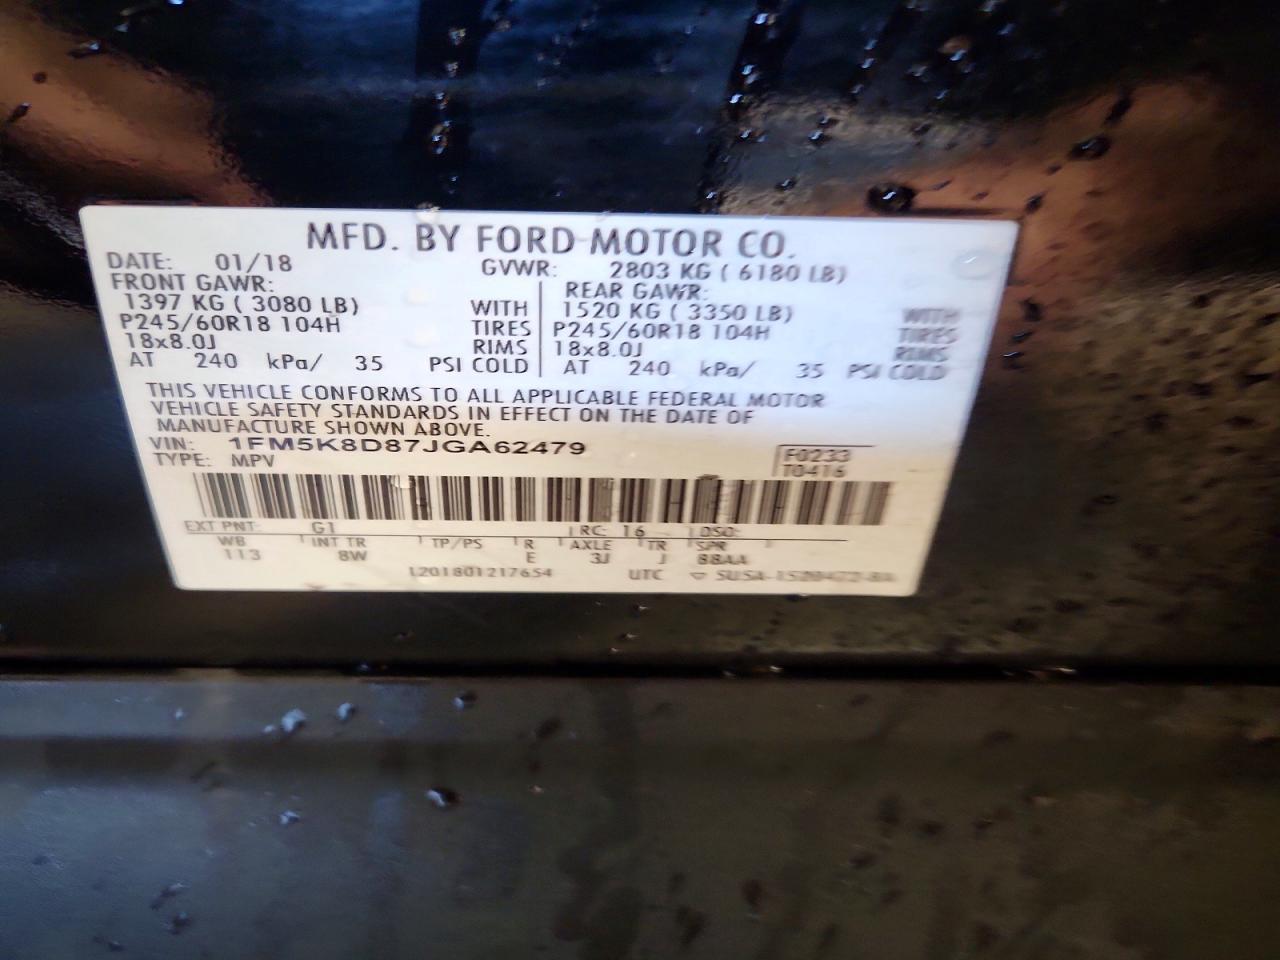 MFD. BY FORD MOTOR CO.
DATE: 01/18 GVWR: 2803 KG ( 6180 LB)
FRONT GAWR: REAR GAWR:
1397 KG ( 3080 LB) WITH 1520 KG ( 3350 LB) WITH
P245/60R18 104H TIRES P245/60R18 104H TIRES
18x8.0J RIMS 18x8.0J RIMS
AT 240 kPa/ 35 PSI COLD AT 240 kPa/ 35 PSI COLD
THIS VEHICLE CONFORMS TO ALL APPLICABLE FEDERAL MOTOR
VEHICLE SAFETY STANDARDS IN EFFECT ON THE DATE OF
MANUFACTURE SHOWN ABOVE.
VIN: 1FM5K8D87JGA62479 F0233
TYPE: MPV T0416
EXT PNT: G1 RC: 16 DSO:
WB INT TR TP/PS R AXLE TR SPR
113 8W E 3J J 88AA
1201801217654 UTC